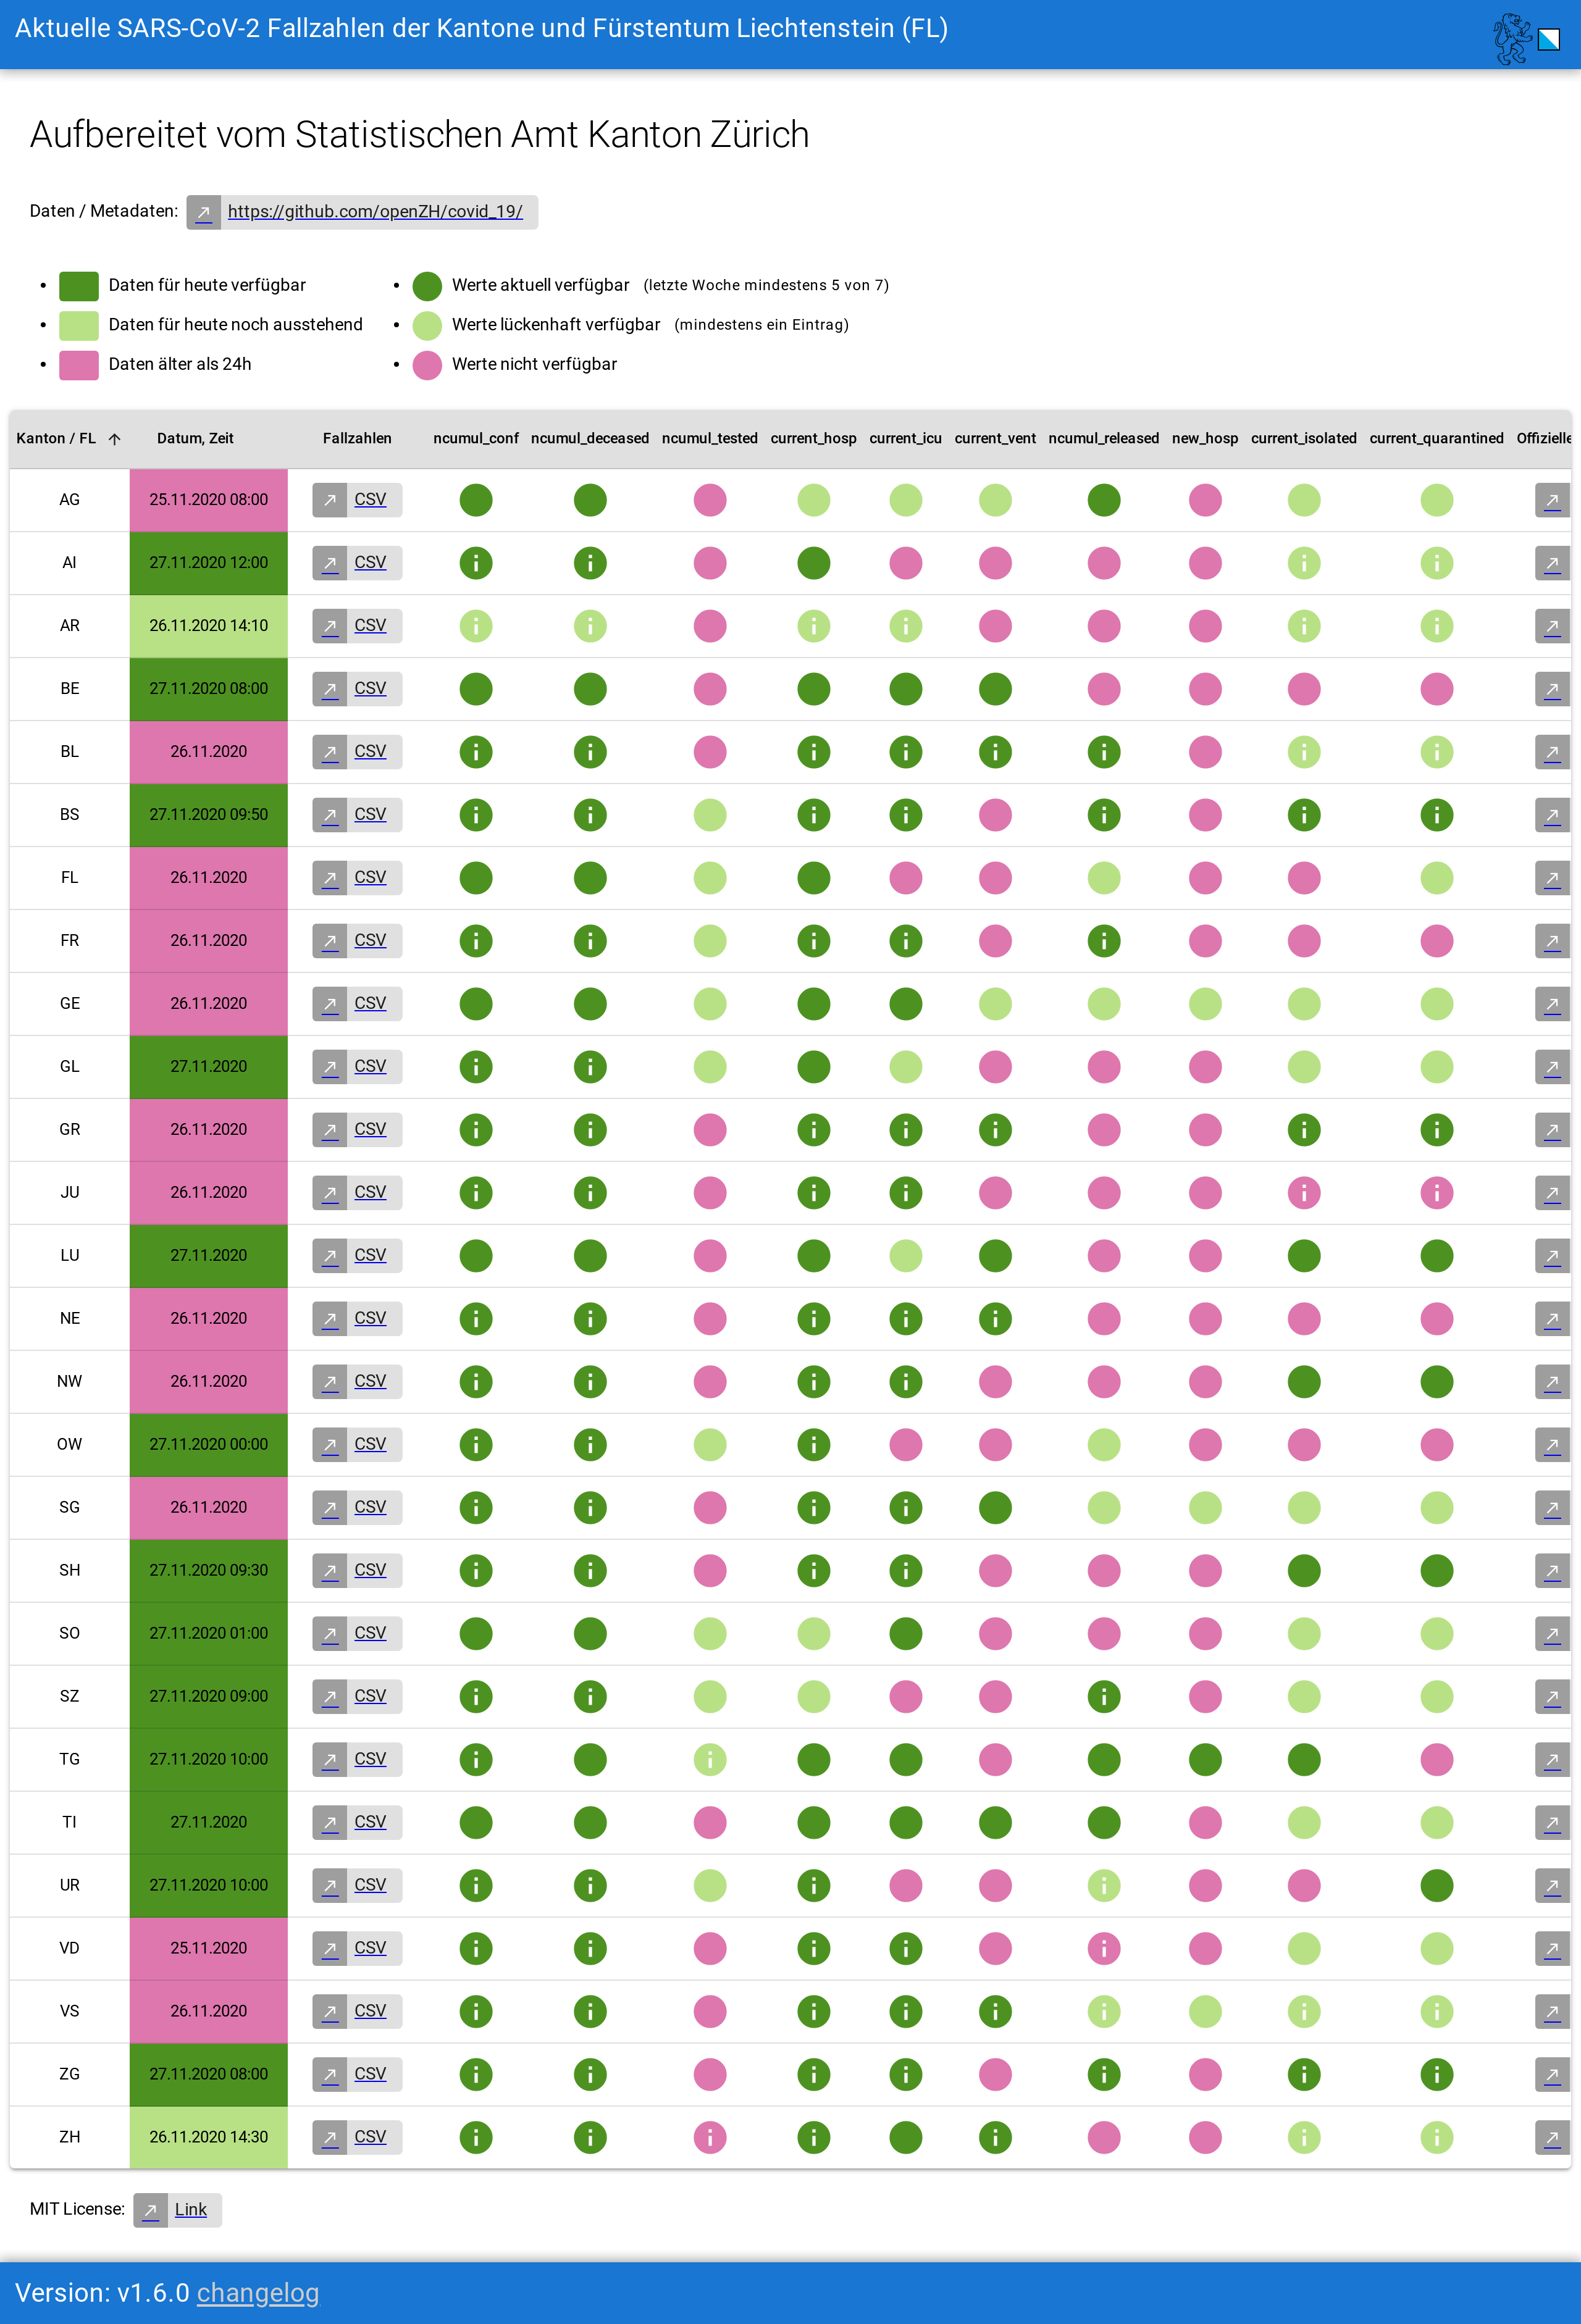 Aktuelle SARS-CoV-2 Fallzahlen der Kantone und Fürstentum Liechtenstein (FL)
Aufbereitet vom Statistischen Amt Kanton Zürich
Daten / Metadaten: https://github.com/openZH/covid_19/
Daten für heute verfügbar
Daten für heute noch ausstehend
Daten älter als 24h
Werte aktuell verfügbar (letzte Woche mindestens 5 von 7)
Werte lückenhaft verfügbar (mindestens ein Eintrag)
Werte nicht verfügbar
Kanton / FL Datum, Zeit Fallzahlen ncumul_conf ncumul_deceased ncumul_tested current_hosp current_icu current_vent ncumul_released new_hosp current_isolated current_quarantined Offizielle
AG 25.11.2020 08:00 CSV
AI 27.11.2020 12:00 CSV
AR 26.11.2020 14:10 CSV
BE 27.11.2020 08:00 CSV
BL 26.11.2020 CSV
BS 27.11.2020 09:50 CSV
FL 26.11.2020 CSV
FR 26.11.2020 CSV
GE 26.11.2020 CSV
GL 27.11.2020 CSV
GR 26.11.2020 CSV
JU 26.11.2020 CSV
LU 27.11.2020 CSV
NE 26.11.2020 CSV
NW 26.11.2020 CSV
OW 27.11.2020 00:00 CSV
SG 26.11.2020 CSV
SH 27.11.2020 09:30 CSV
SO 27.11.2020 01:00 CSV
SZ 27.11.2020 09:00 CSV
TG 27.11.2020 10:00 CSV
TI 27.11.2020 CSV
UR 27.11.2020 10:00 CSV
VD 25.11.2020 CSV
VS 26.11.2020 CSV
ZG 27.11.2020 08:00 CSV
ZH 26.11.2020 14:30 CSV
MIT License: Link
Version: v1.6.0 changelog